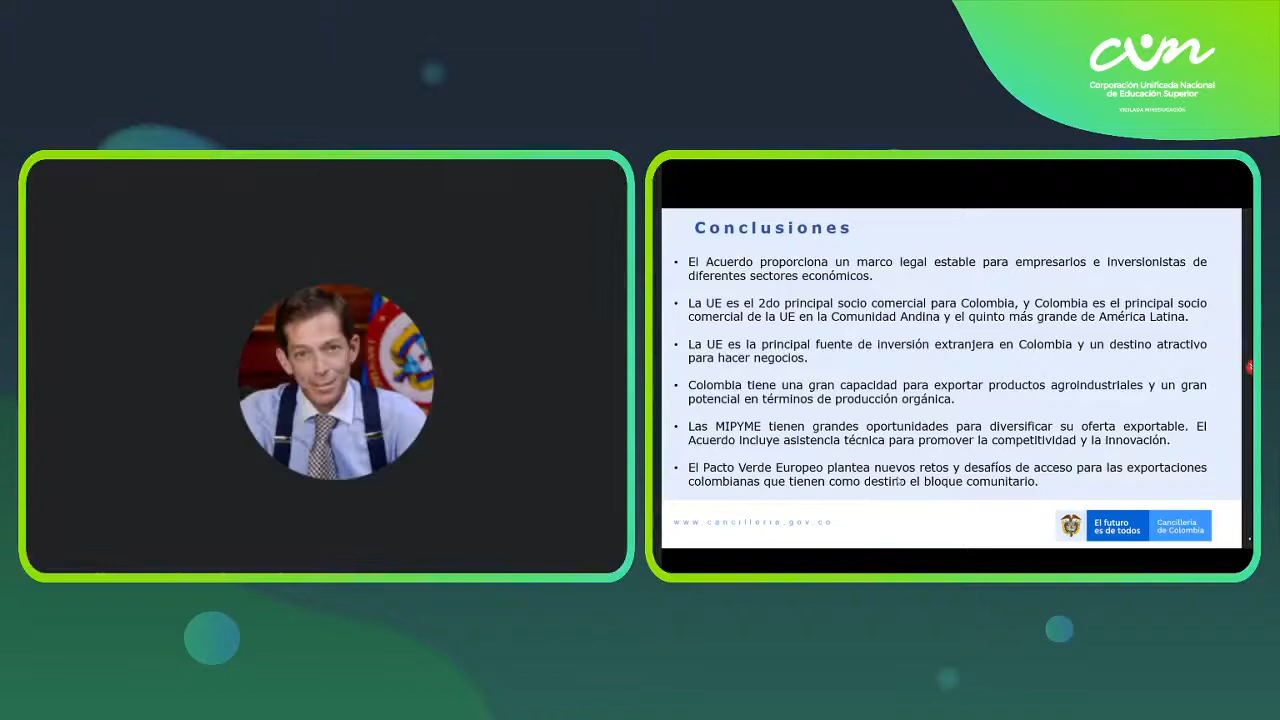 cun
Corporación Unificada Nacional
de Educación Superior
VIGILADA MINEDUCACIÓN
Conclusiones
• El Acuerdo proporciona un marco legal estable para empresarios e inversionistas de
diferentes sectores económicos.
• La UE es el 2do principal socio comercial para Colombia, y Colombia es el principal socio
comercial de la UE en la Comunidad Andina y el quinto más grande de América Latina.
• La UE es la principal fuente de inversión extranjera en Colombia y un destino atractivo
para hacer negocios.
• Colombia tiene una gran capacidad para exportar productos agroindustriales y un gran
potencial en términos de producción orgánica.
• Las MIPYME tienen grandes oportunidades para diversificar su oferta exportable. El
Acuerdo incluye asistencia técnica para promover la competitividad y la innovación.
• El Pacto Verde Europeo plantea nuevos retos y desafíos de acceso para las exportaciones
colombianas que tienen como destino el bloque comunitario.
www.cancilleria.gov.co
El futuro
es de todos
Cancillería
de Colombia